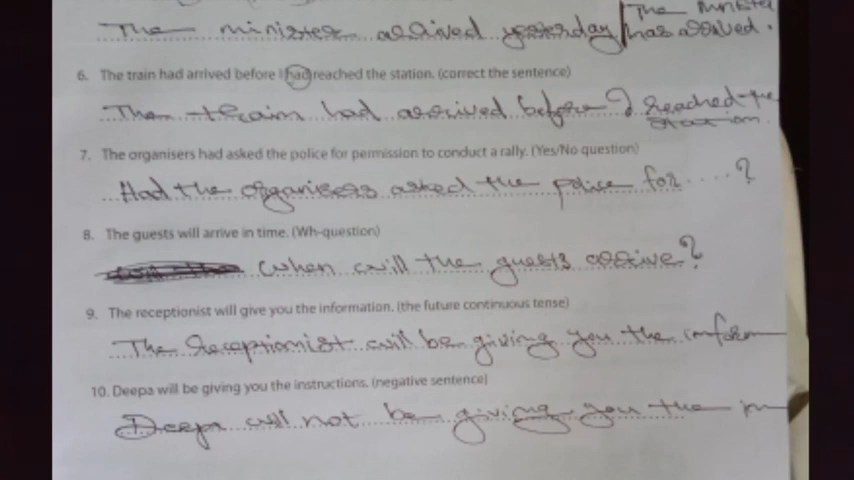 The minister arrived yesterday / The minister
has arrived.
6. The train had arrived before I had reached the station. (correct the sentence)
The train had arrived before I reached the
station.
7. The organisers had asked the police for permission to conduct a rally. (Yes/No question)
Had the organisers asked the police for ....?
8. The guests will arrive in time. (Wh-question)
When will the guests arrive?
9. The receptionist will give you the information. (the future continuous tense)
The receptionist will be giving you the inform
10. Deepa will be giving you the instructions. (negative sentence)
Deepa will not be giving you the in